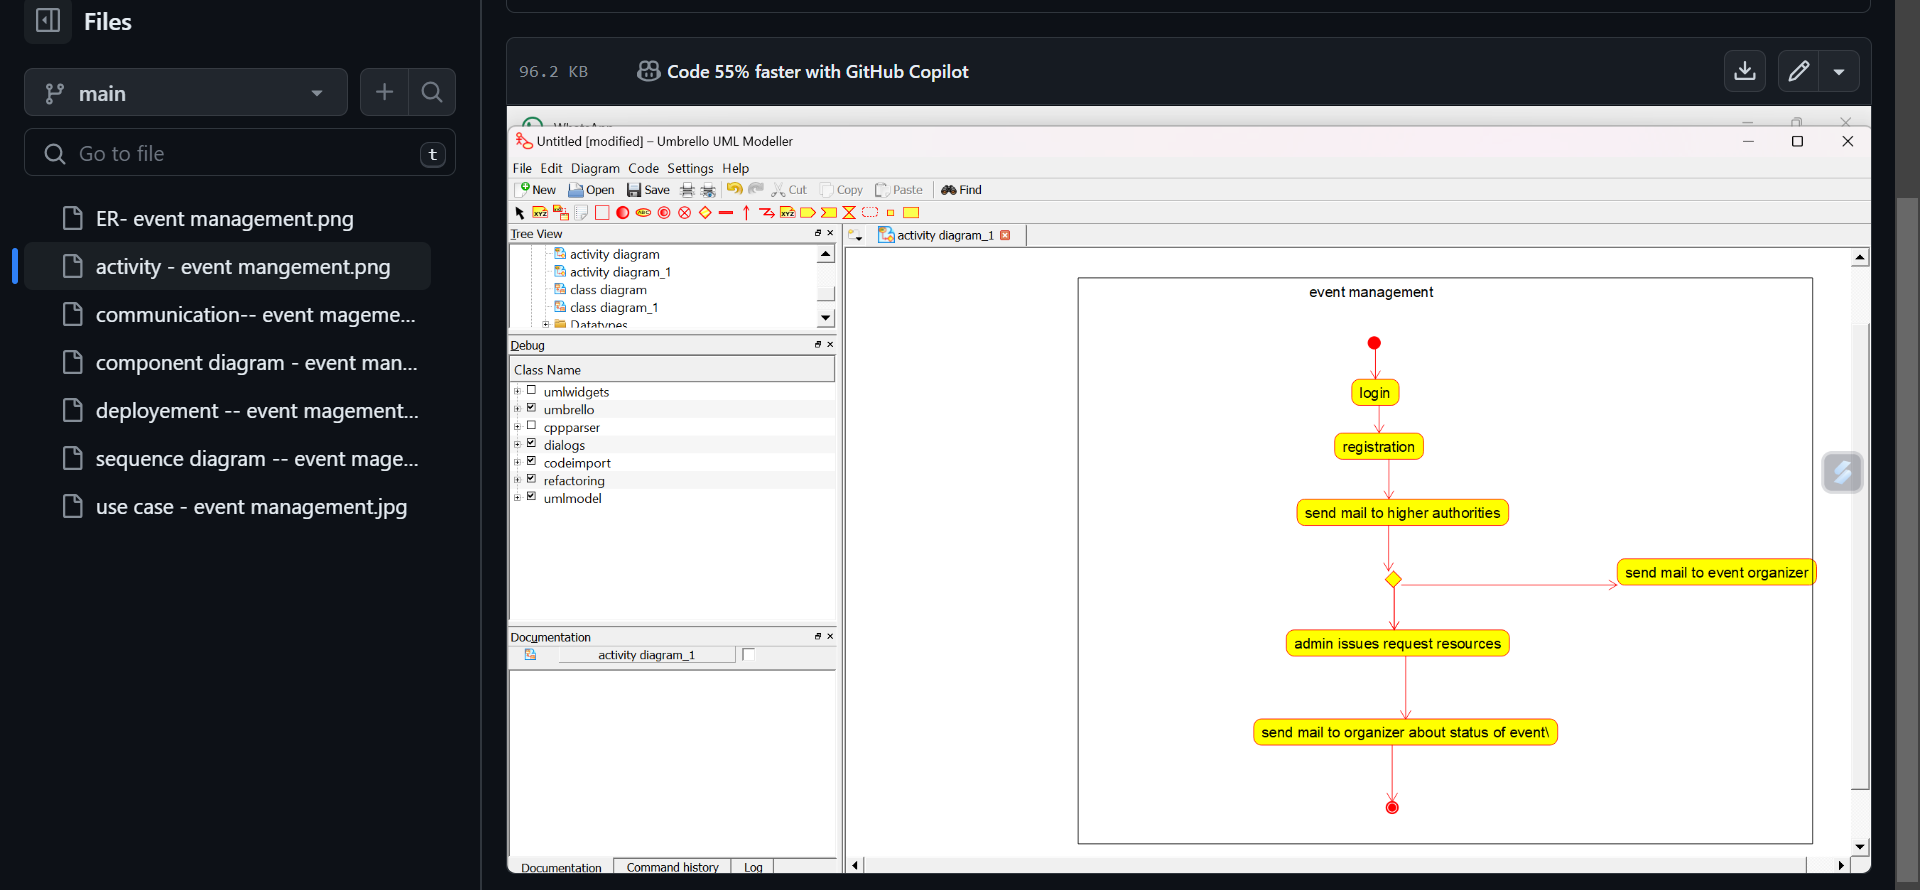 Files
main
Go to file
t
ER- event management.png
activity - event mangement.png
communication-- event mageme...
component diagram - event man...
deployement -- event magement...
sequence diagram -- event mage...
use case - event management.jpg
96.2 KB
Code 55% faster with GitHub Copilot
WhatsApp
Untitled [modified] – Umbrello UML Modeller
File Edit Diagram Code Settings Help
New Open Save Cut Copy Paste Find
Tree View
activity diagram
activity diagram_1
class diagram
class diagram_1
Datatypes
Debug
Class Name
umlwidgets
umbrello
cppparser
dialogs
codeimport
refactoring
umlmodel
Documentation
activity diagram_1
Documentation Command history Log
activity diagram_1
event management
login
registration
send mail to higher authorities
send mail to event organizer
admin issues request resources
send mail to organizer about status of event\